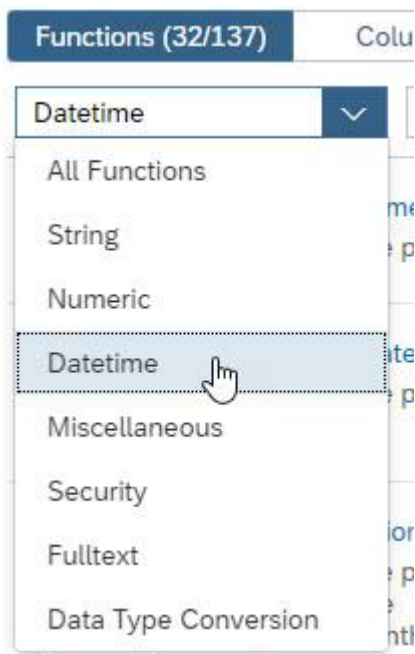 Functions (32/137)
Datetime
All Functions
String
Numeric
Datetime
Miscellaneous
Security
Fulltext
Data Type Conversion